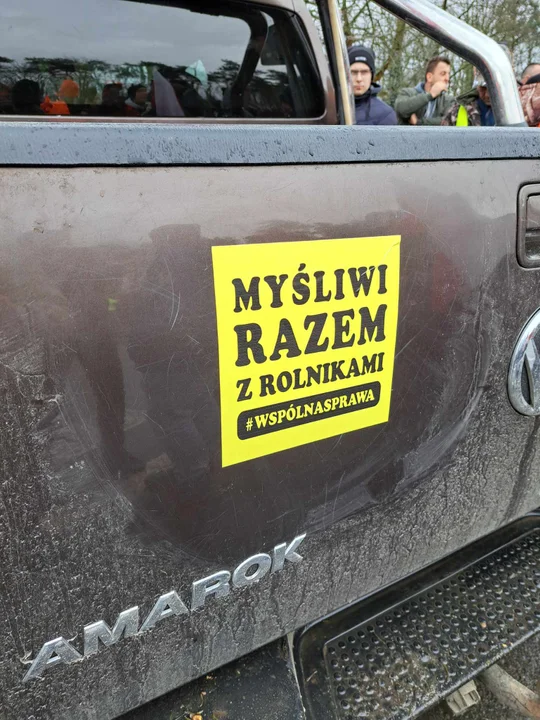 MYŚLIWI
RAZEM
Z ROLNIKAMI
#WSPÓLNASPRAWA
AMAROK